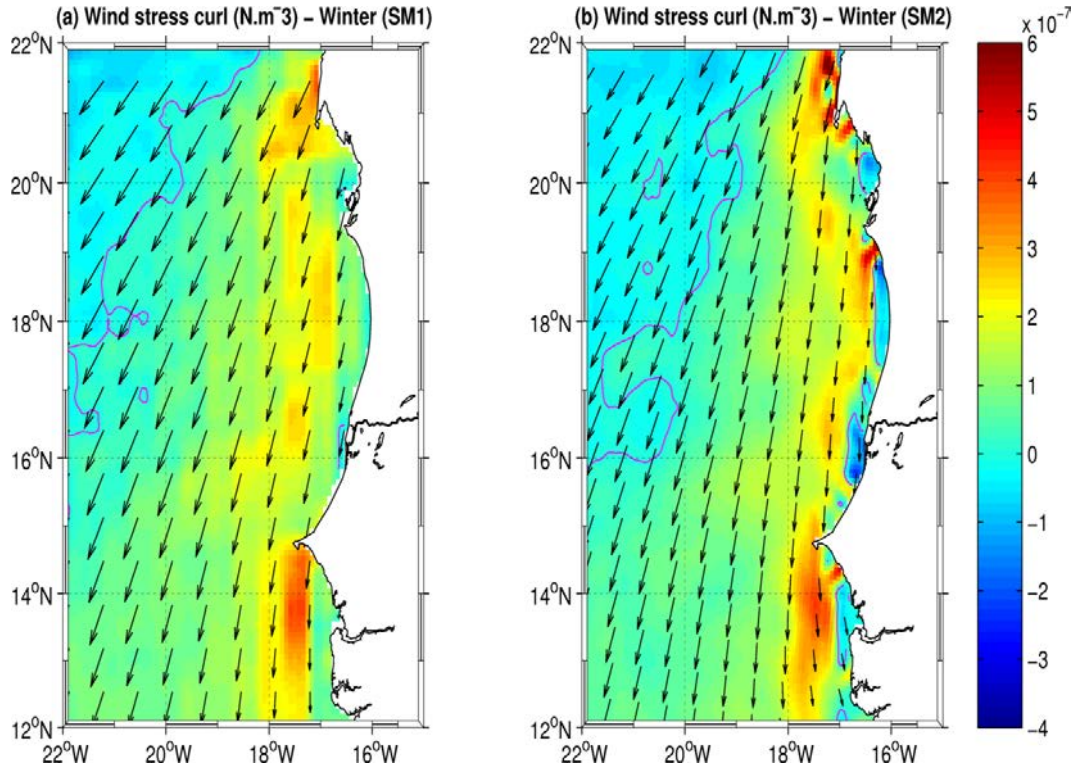 (a) Wind stress curl (N.m⁻3) – Winter (SM1)
(b) Wind stress curl (N.m⁻3) – Winter (SM2)
x 10⁻⁷
22°N
20°N
18°N
16°N
14°N
12°N
22°W 20°W 18°W 16°W
22°N
20°N
18°N
16°N
14°N
12°N
22°W 20°W 18°W 16°W
6
5
4
3
2
1
0
−1
−2
−3
−4